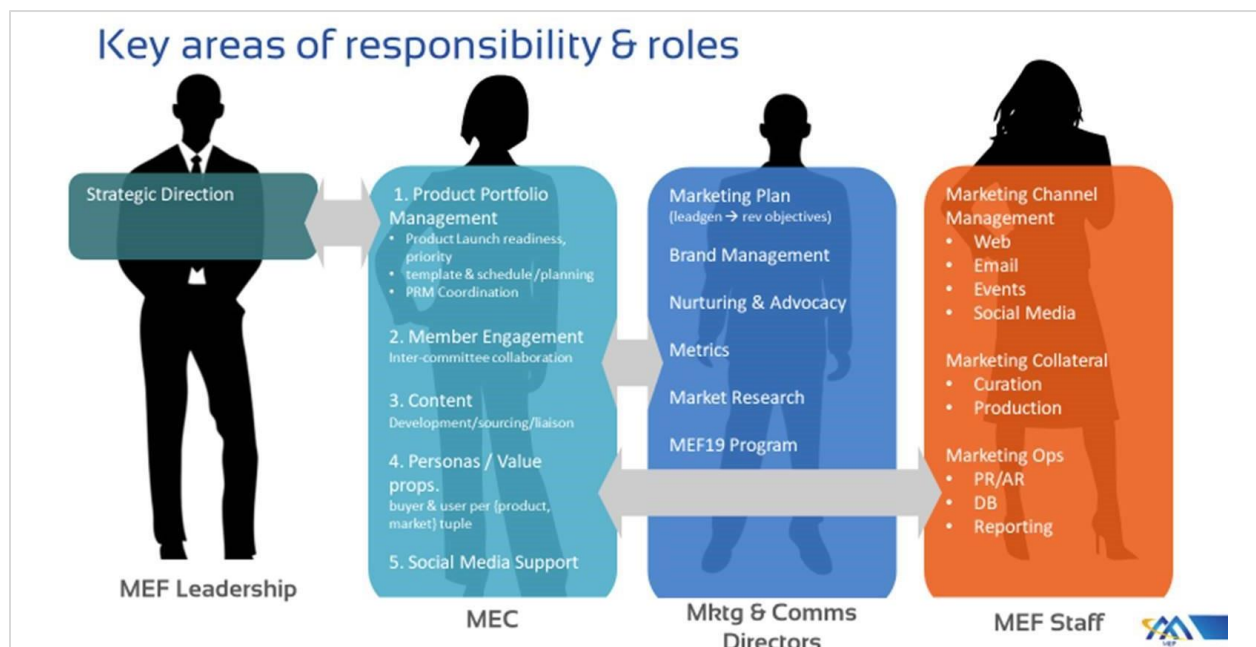 Key areas of responsibility & roles
Strategic Direction
MEF Leadership
1. Product Portfolio
Management
• Product Launch readiness,
priority
• template & schedule /planning
• PRM Coordination
2. Member Engagement
Inter-committee collaboration
3. Content
Development/sourcing/liaison
4. Personas / Value
props.
buyer & user per {product,
market} tuple
5. Social Media Support
MEC
Marketing Plan
(leadgen → rev objectives)
Brand Management
Nurturing & Advocacy
Metrics
Market Research
MEF19 Program
Mktg & Comms
Directors
Marketing Channel
Management
• Web
• Email
• Events
• Social Media
Marketing Collateral
• Curation
• Production
Marketing Ops
• PR/AR
• DB
• Reporting
MEF Staff
MEF